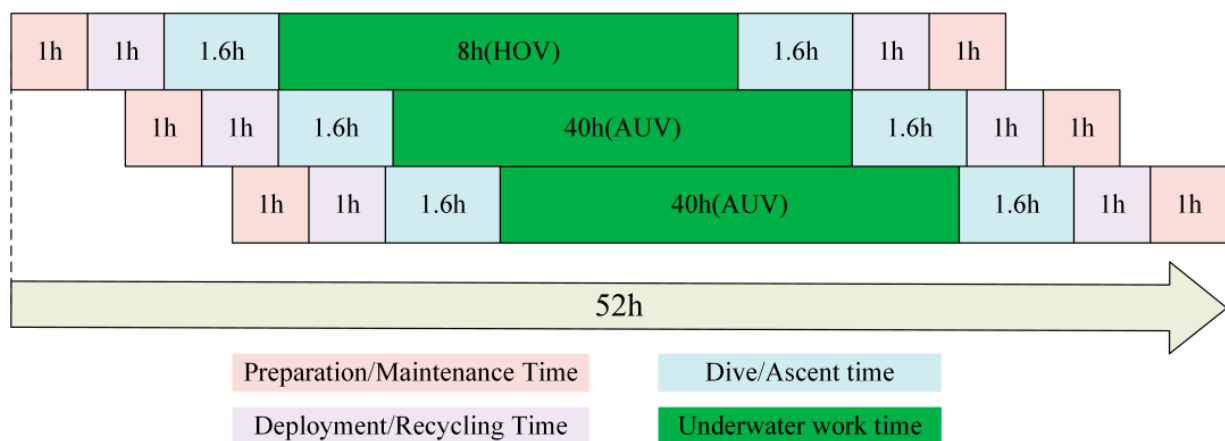 1h 1h 1.6h 8h(HOV) 1.6h 1h 1h
1h 1h 1.6h 40h(AUV) 1.6h 1h 1h
1h 1h 1.6h 40h(AUV) 1.6h 1h 1h
52h
Preparation/Maintenance Time Dive/Ascent time
Deployment/Recycling Time Underwater work time